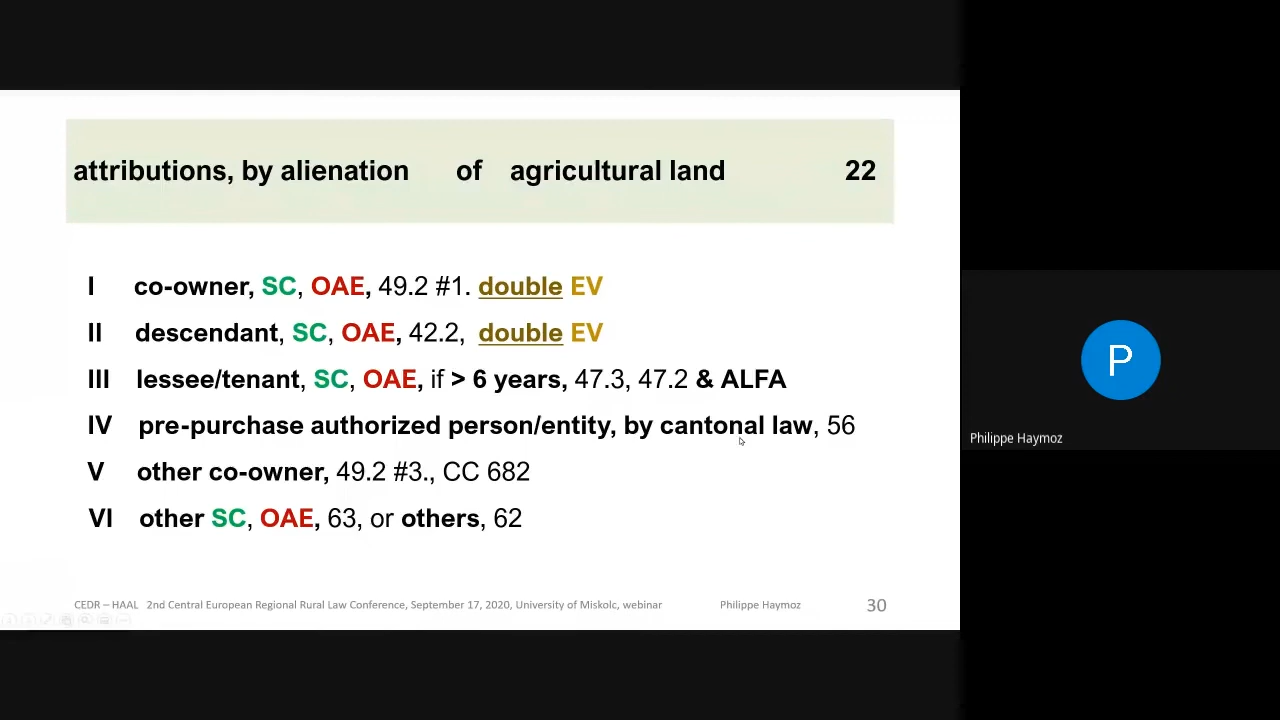 attributions, by alienation of agricultural land 22
I co-owner, SC, OAE, 49.2 #1. double EV
II descendant, SC, OAE, 42.2, double EV
III lessee/tenant, SC, OAE, if > 6 years, 47.3, 47.2 & ALFA
IV pre-purchase authorized person/entity, by cantonal law, 56
V other co-owner, 49.2 #3., CC 682
VI other SC, OAE, 63, or others, 62
CEDR – HAAL 2nd Central European Regional Rural Law Conference, September 17, 2020, University of Miskolc, webinar Philippe Haymoz 30
P
Philippe Haymoz